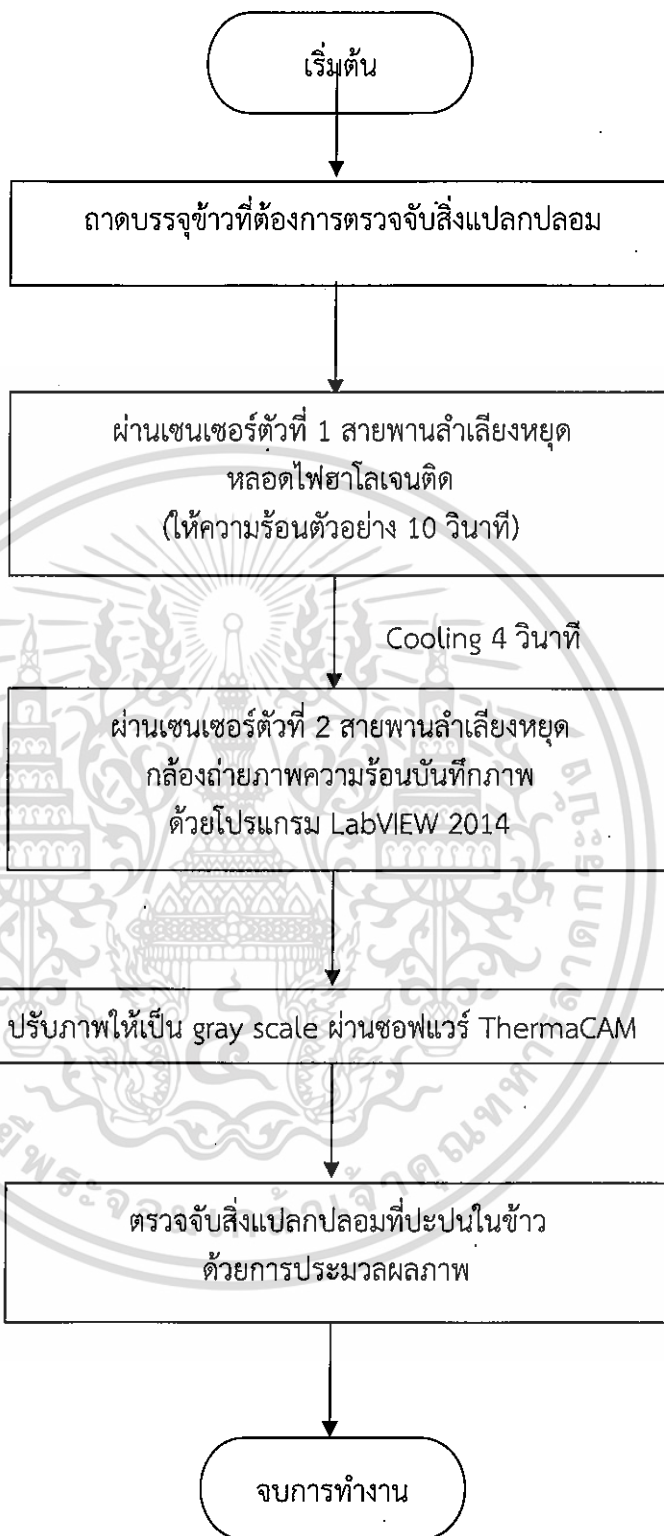 เริ่มต้น
ถาดบรรจุข้าวที่ต้องการตรวจจับสิ่งแปลกปลอม
ผ่านเซนเซอร์ตัวที่ 1 สายพานลำเลียงหยุด
หลอดไฟฮาโลเจนติด
(ให้ความร้อนตัวอย่าง 10 วินาที)
Cooling 4 วินาที
ผ่านเซนเซอร์ตัวที่ 2 สายพานลำเลียงหยุด
กล้องถ่ายภาพความร้อนบันทึกภาพ
ด้วยโปรแกรม LabVIEW 2014
ปรับภาพให้เป็น gray scale ผ่านซอฟแวร์ ThermaCAM
ตรวจจับสิ่งแปลกปลอมที่ปะปนในข้าว
ด้วยการประมวลผลภาพ
จบการทำงาน